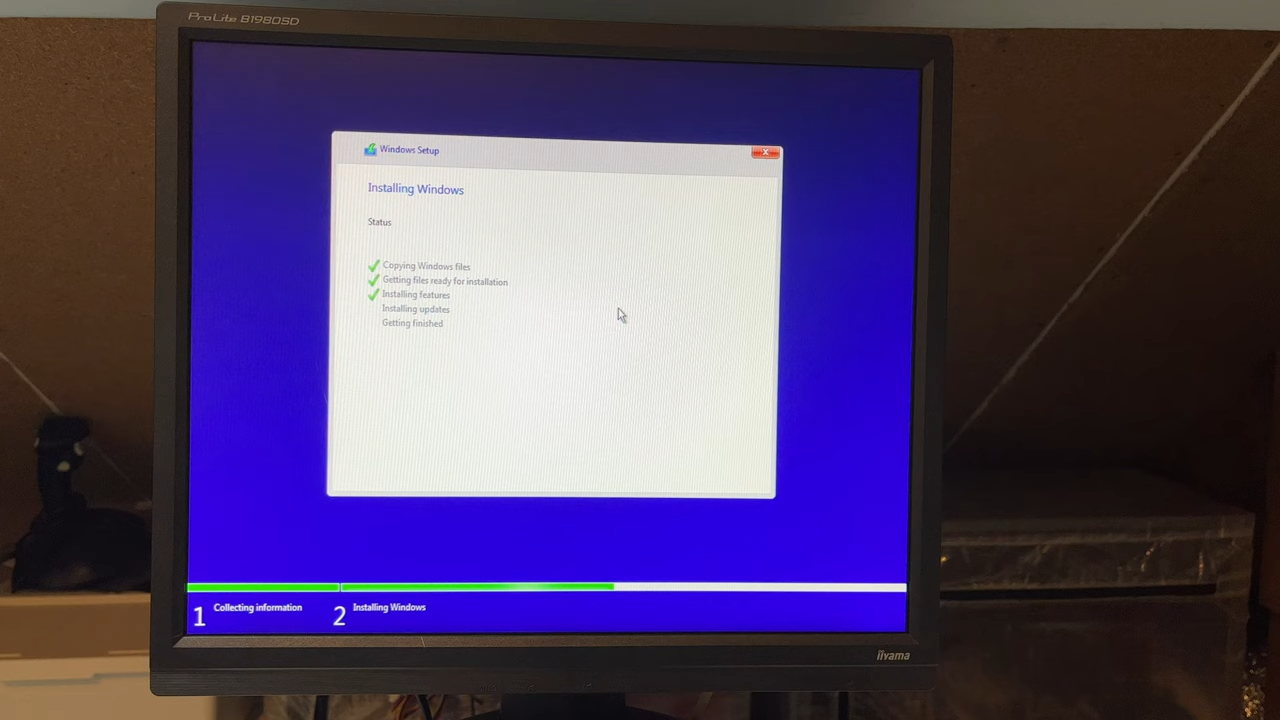 ProLite B1980SD
Windows Setup
Installing Windows
Status
Copying Windows files
Getting files ready for installation
Installing features
Installing updates
Getting finished
1 Collecting information
2 Installing Windows
iiyama